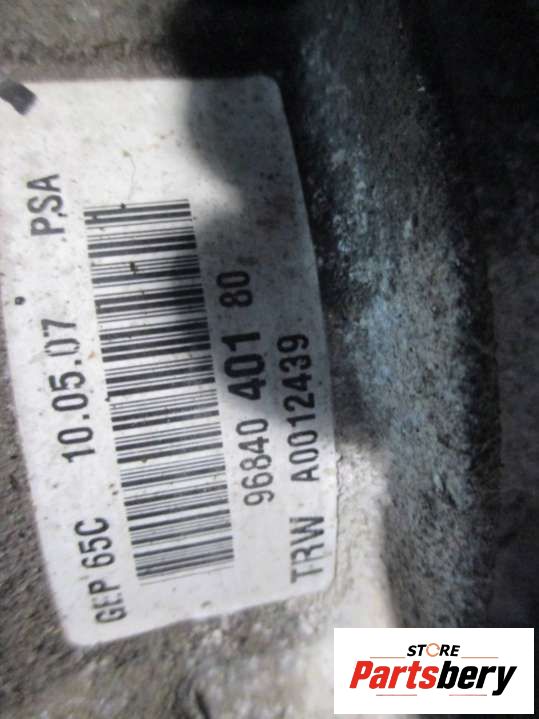 GEP 65C 10.05.07 PSA
96840 401 80
TRW A0012439
STORE
Partsbery